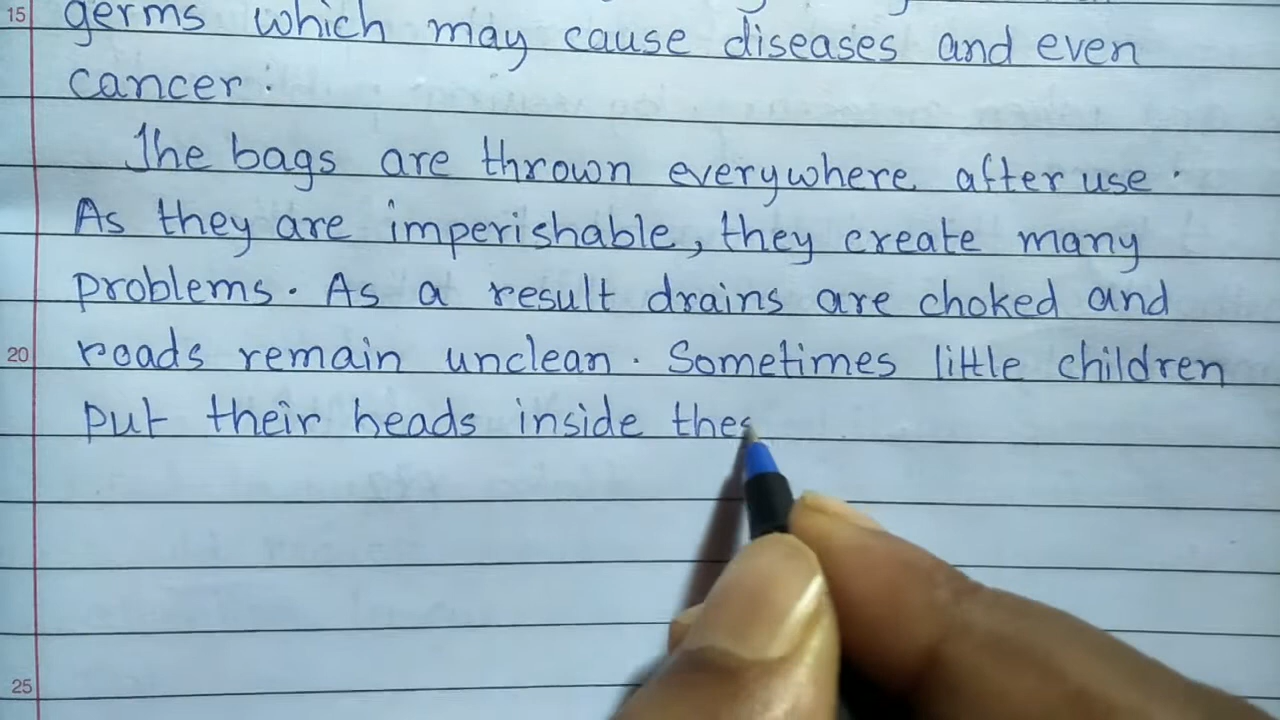 15 germs which may cause diseases and even
cancer.
The bags are thrown everywhere after use.
As they are imperishable, they create many
problems. As a result drains are choked and
20 roads remain unclean. Sometimes little children
put their heads inside thes
25